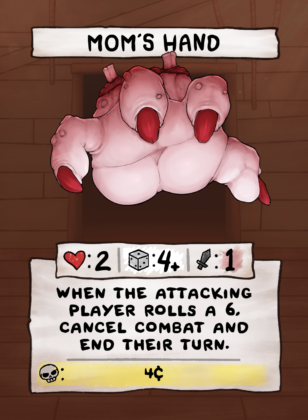 MOM'S HAND
:2 :4+ :1
WHEN THE ATTACKING
PLAYER ROLLS A 6,
CANCEL COMBAT AND
END THEIR TURN.
: 4¢